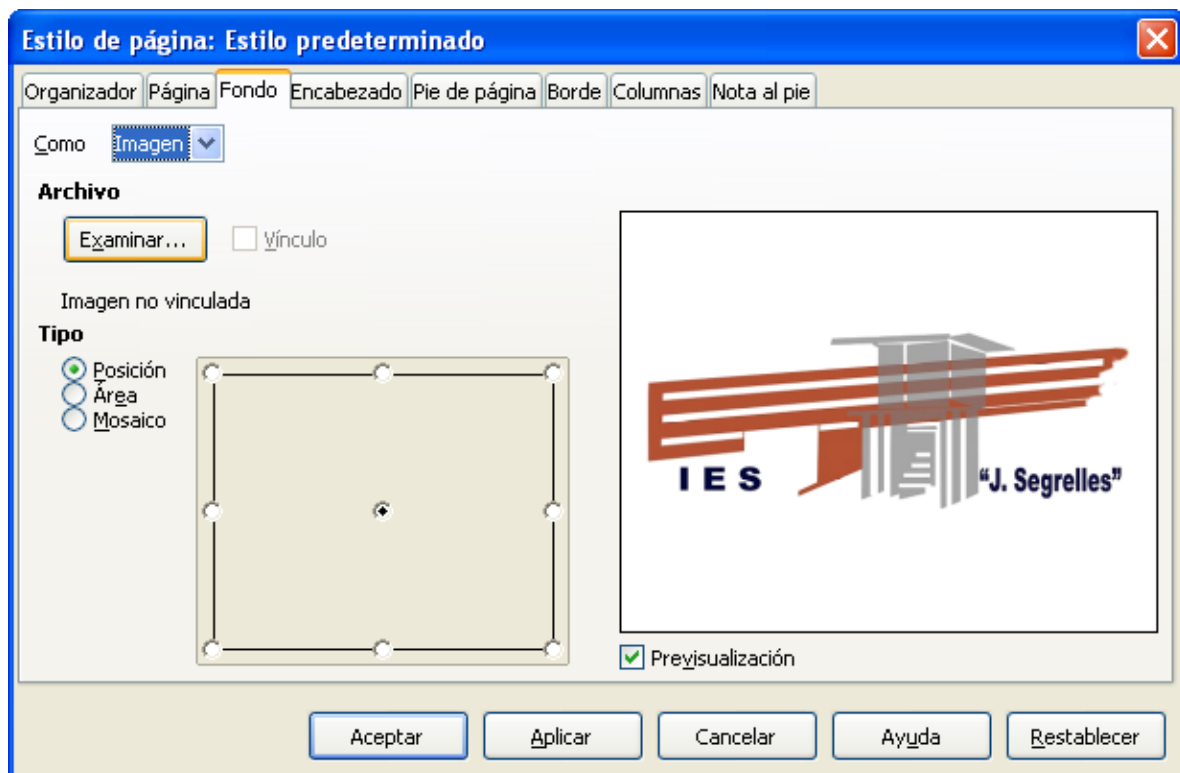 Estilo de página: Estilo predeterminado
Organizador Página Fondo Encabezado Pie de página Borde Columnas Nota al pie
Como Imagen
Archivo
Examinar... Vínculo
Imagen no vinculada
Tipo
Posición
Área
Mosaico
I E S "J. Segrelles"
Previsualización
Aceptar Aplicar Cancelar Ayuda Restablecer